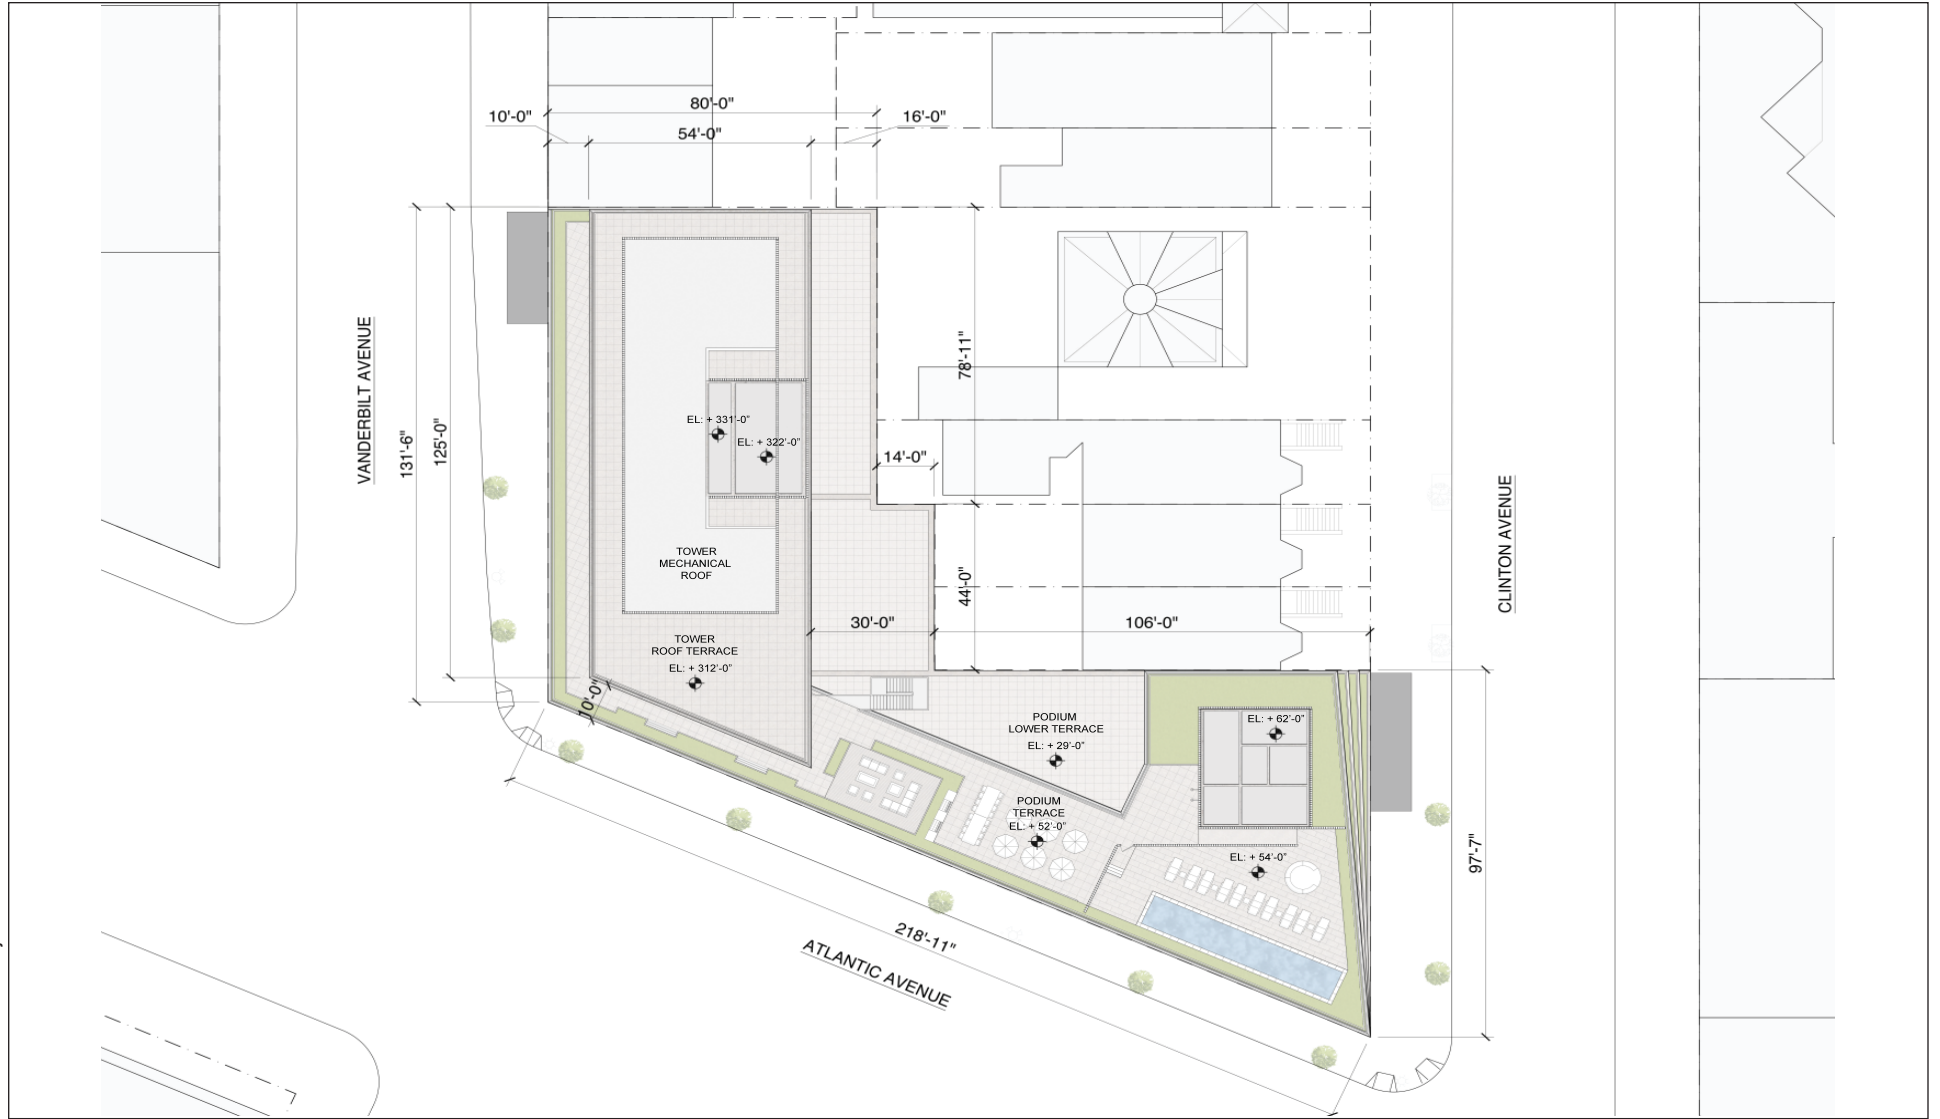 80'-0"
10'-0"
16'-0"
54'-0"
VANDERBILT AVENUE
131'-6"
125'-0"
78'-11"
EL: + 331'-0"
EL: + 322'-0"
14'-0"
CLINTON AVENUE
TOWER
MECHANICAL
ROOF
44'-0"
30'-0"
106'-0"
TOWER
ROOF TERRACE
EL: + 312'-0"
10'-0"
PODIUM
LOWER TERRACE
EL: + 29'-0"
EL: + 62'-0"
PODIUM
TERRACE
EL: + 52'-0"
EL: + 54'-0"
97'-7"
218'-11"
ATLANTIC AVENUE